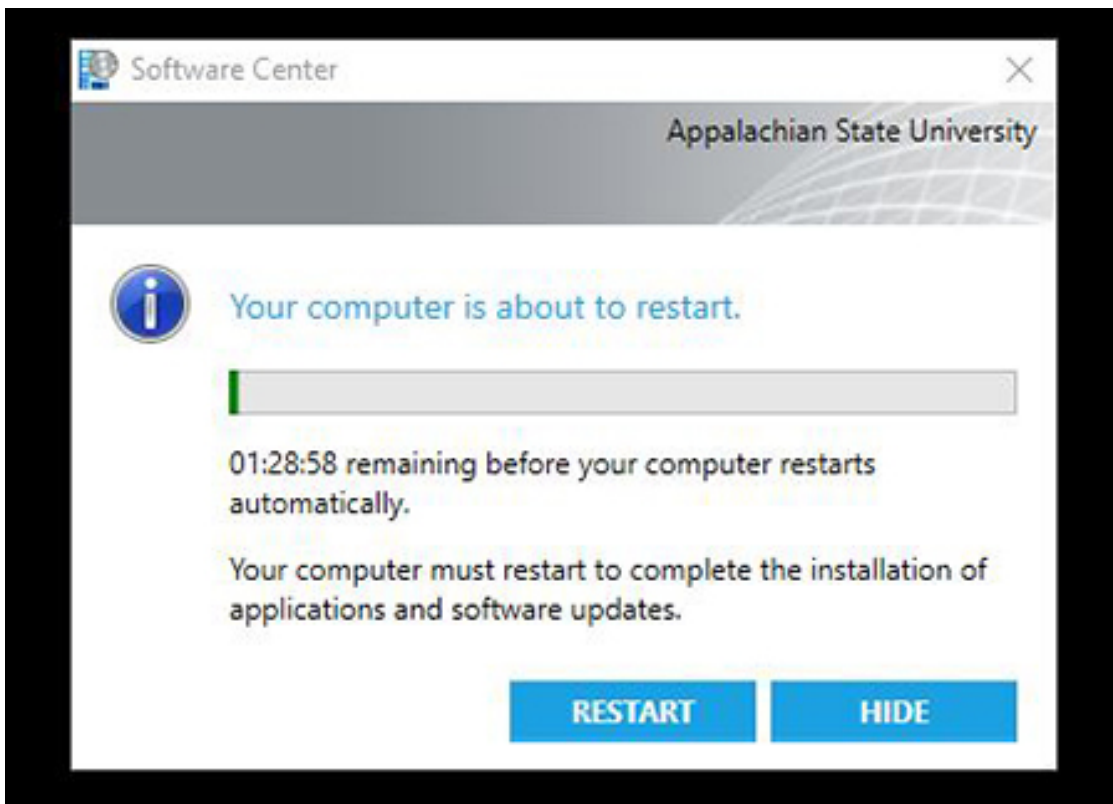 Software Center
Appalachian State University
Your computer is about to restart.
01:28:58 remaining before your computer restarts
automatically.
Your computer must restart to complete the installation of
applications and software updates.
RESTART
HIDE